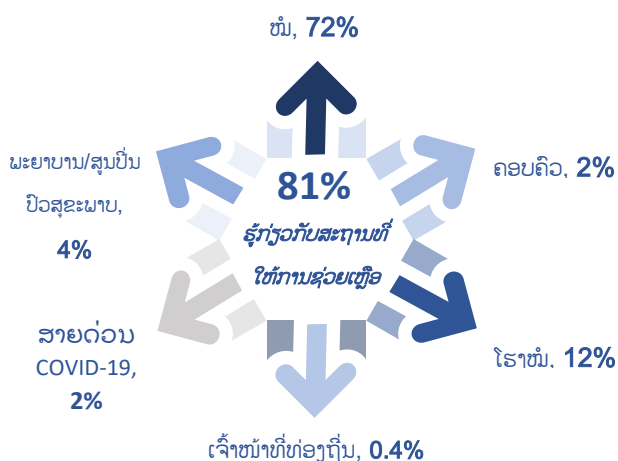 ໝໍ, 72%
ພະຍາບານ/ສູນປິ່ນ
ປົວສຸຂະພາບ,
4%
ຄອບຄົວ, 2%
81%
ຮູ້ກ່ຽວກັບສະຖານທີ່
ໃຫ້ການຊ່ວຍເຫຼືອ
ສາຍດ່ວນ
COVID-19,
2%
ໂຮາໝໍ, 12%
ເຈົ້າໜ້າທີ່ທ່ອງຖີ່ນ, 0.4%